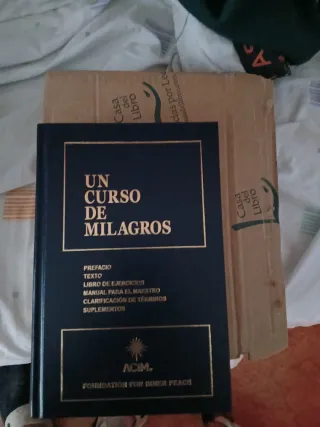 Casa
del
Libro
UN
CURSO
DE
MILAGROS
PREFACIO
TEXTO
LIBRO DE EJERCICIOS
MANUAL PARA EL MAESTRO
CLARIFICACIÓN DE TÉRMINOS
SUPLEMENTOS
ACIM
FOUNDATION FOR INNER PEACE
Casa
del
Libro